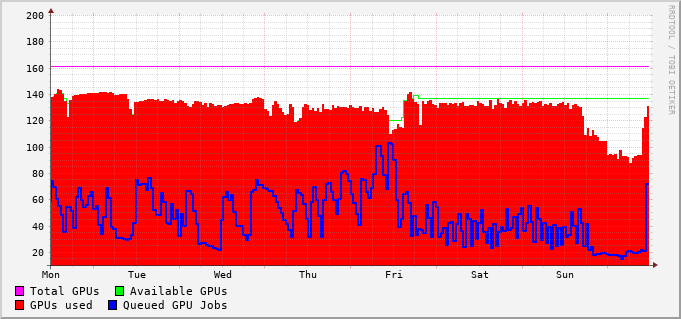 200
180
160
140
120
100
80
60
40
20
Mon Tue Wed Thu Fri Sat Sun
Total GPUs Available GPUs
GPUs used Queued GPU Jobs
RRDTOOL / TOBI OETIKER